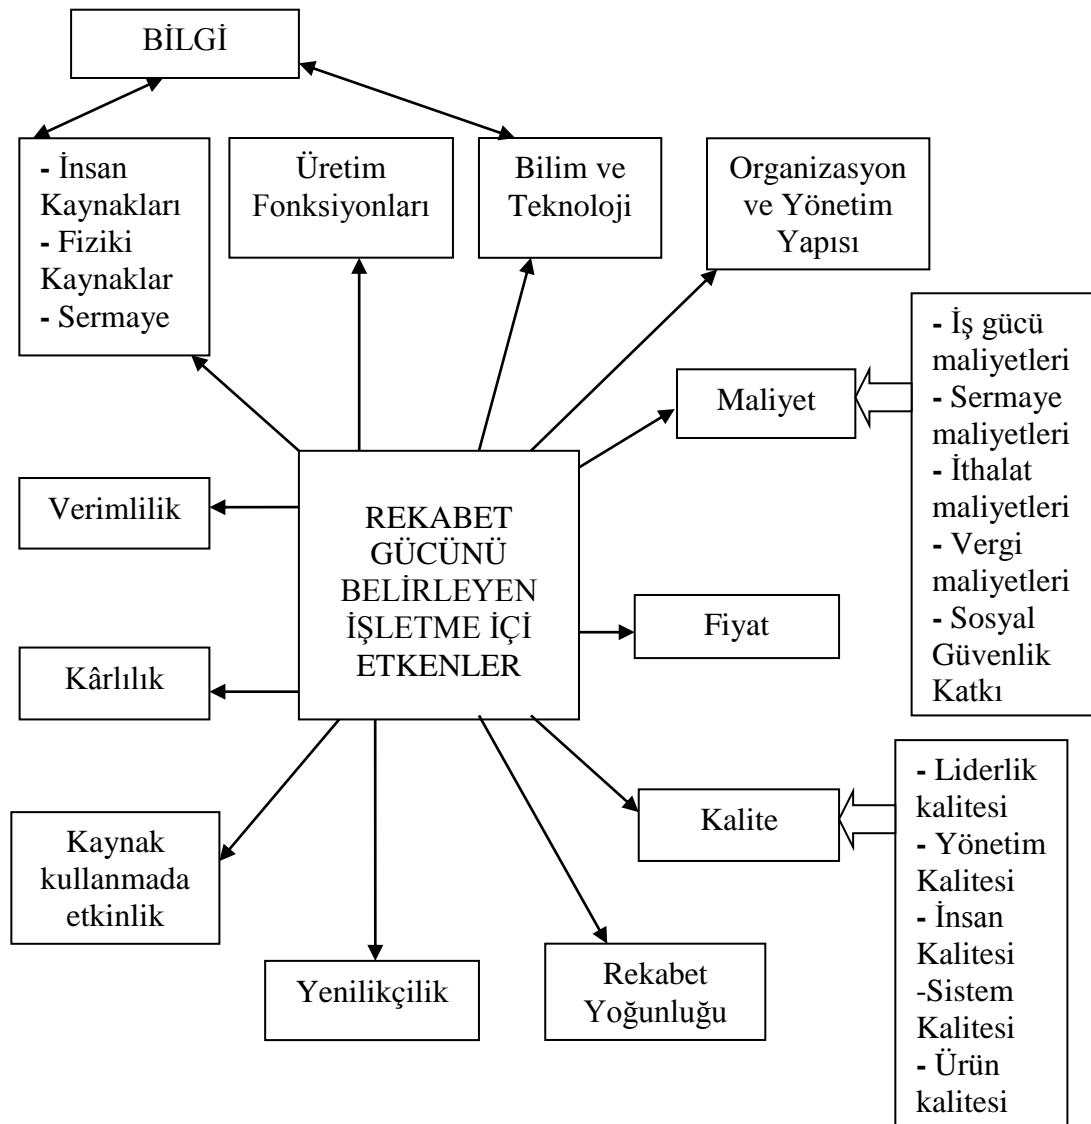 BİLGİ
- İnsan
Kaynakları
- Fiziki
Kaynaklar
- Sermaye
Üretim
Fonksiyonları
Bilim ve
Teknoloji
Organizasyon
ve Yönetim
Yapısı
Maliyet
- İş gücü
maliyetleri
- Sermaye
maliyetleri
- İthalat
maliyetleri
- Vergi
maliyetleri
- Sosyal
Güvenlik
Katkı
Verimlilik
REKABET
GÜCÜNÜ
BELİRLEYEN
İŞLETME İÇİ
ETKENLER
Fiyat
Kârlılık
Kalite
- Liderlik
kalitesi
- Yönetim
Kalitesi
- İnsan
Kalitesi
-Sistem
Kalitesi
- Ürün
kalitesi
Kaynak
kullanmada
etkinlik
Yenilikçilik
Rekabet
Yoğunluğu